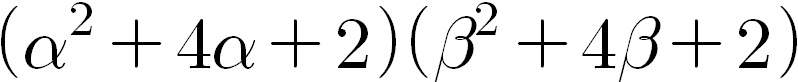 (α² + 4α + 2)(β² + 4β + 2)